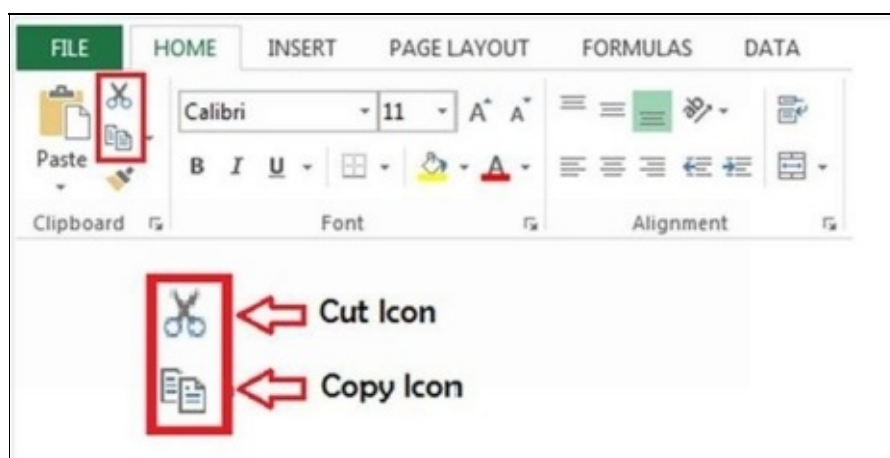 FILE HOME INSERT PAGE LAYOUT FORMULAS DATA
Calibri 11 A A
Paste B I U A
Clipboard Font Alignment
Cut Icon
Copy Icon